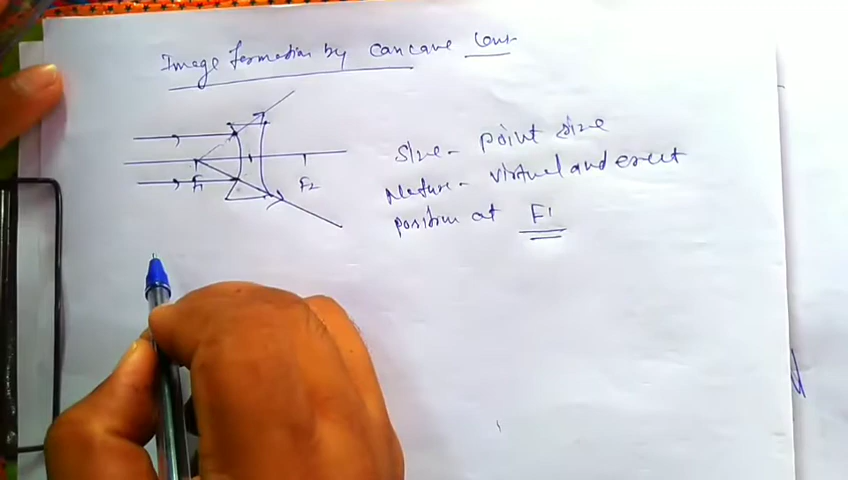 Image formation by concave lens
F1
F2
Size - point size
Nature - virtual and erect
position at F1